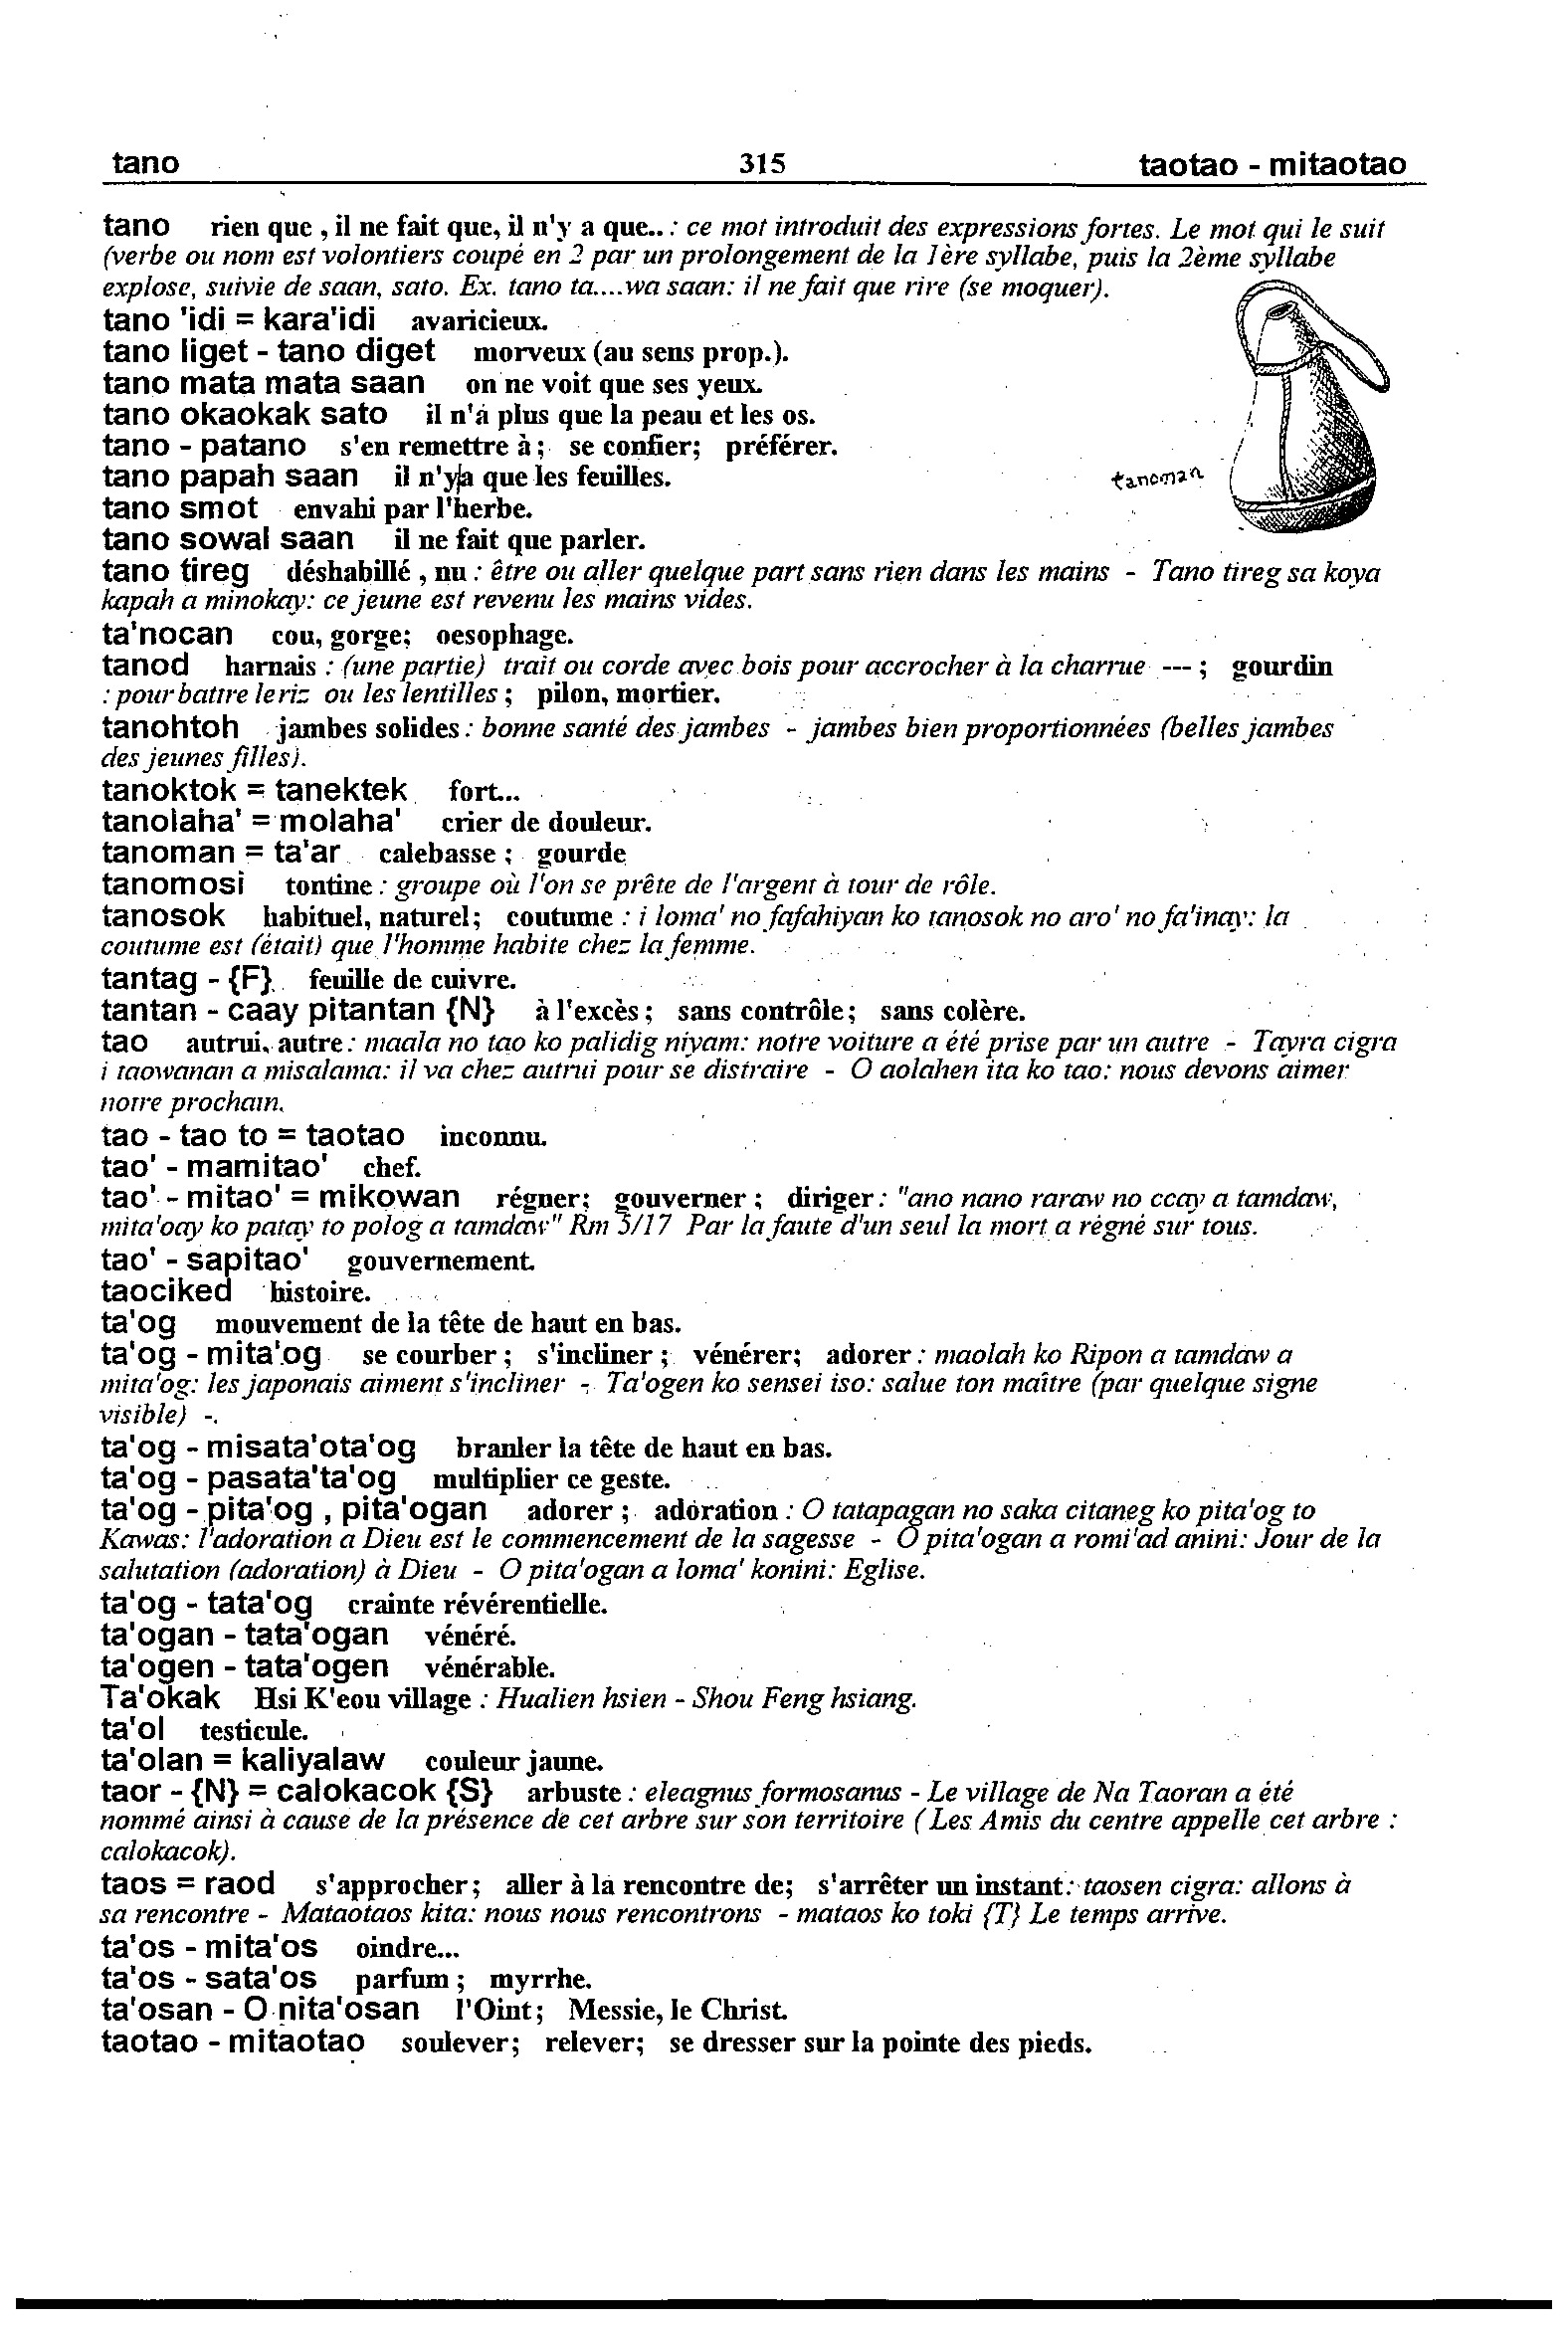 tano 315 taotao - mitaotao
tano rien que , il ne fait que, il n'y a que.. : ce mot introduit des expressions fortes. Le mot qui le suit
(verbe ou nom est volontiers coupé en 2 par un prolongement de la 1ère syllabe, puis la 2ème syllabe
explose, suivie de saan, sato. Ex. tano ta....wa saan: il ne fait que rire (se moquer).
tano 'idi = kara'idi avaricieux.
tano liget - tano diget morveux (au sens prop.).
tano mata mata saan on ne voit que ses yeux.
tano okaokak sato il n'a plus que la peau et les os.
tano - patano s'en remettre à ; se confier; préférer.
tano papah saan il n'y a que les feuilles.
tanoman
tano smot envahi par l'herbe.
tano sowal saan il ne fait que parler.
tano tireg déshabillé , nu : être ou aller quelque part sans rien dans les mains - Tano tireg sa koya
kapah a minokay: ce jeune est revenu les mains vides.
ta'nocan cou, gorge; oesophage.
tanod harnais : (une partie) trait ou corde avec bois pour accrocher à la charrue --- ; gourdin
: pour battre le riz ou les lentilles ; pilon, mortier.
tanohtoh jambes solides : bonne santé des jambes - jambes bien proportionnées (belles jambes
des jeunes filles).
tanoktok = tanektek fort...
tanolaha' = molaha' crier de douleur.
tanoman = ta'ar calebasse ; gourde
tanomosi tontine : groupe où l'on se prête de l'argent à tour de rôle.
tanosok habituel, naturel; coutume : i loma' no fafahiyan ko tanosok no aro' no fa'inay: la
coutume est (était) que l'homme habite chez la femme.
tantag - {F} feuille de cuivre.
tantan - caay pitantan {N} à l'excès ; sans contrôle; sans colère.
tao autrui, autre : maala no tao ko palidig niyam: notre voiture a été prise par un autre - Tayra cigra
i taowanan a misalama: il va chez autrui pour se distraire - O aolahen ita ko tao: nous devons aimer
notre prochain.
tao - tao to = taotao inconnu.
tao' - mamitao' chef.
tao' - mitao' = mikowan régner; gouverner ; diriger : "ano nano raraw no ccay a tamdaw,
mita'oay ko patay to polog a tamdaw" Rm 5/17 Par la faute d'un seul la mort a régné sur tous.
tao' - sapitao' gouvernement.
taociked histoire.
ta'og mouvement de la tête de haut en bas.
ta'og - mita'og se courber ; s'incliner ; vénérer; adorer : maolah ko Ripon a tamdaw a
mita'og: les japonais aiment s'incliner - Ta'ogen ko sensei iso: salue ton maître (par quelque signe
visible) -.
ta'og - misata'ota'og branler la tête de haut en bas.
ta'og - pasata'ta'og multiplier ce geste.
ta'og - pita'og , pita'ogan adorer ; adoration : O tatapagan no saka citaneg ko pita'og to
Kawas: l'adoration a Dieu est le commencement de la sagesse - O pita'ogan a romi'ad anini: Jour de la
salutation (adoration) à Dieu - O pita'ogan a loma' konini: Eglise.
ta'og - tata'og crainte révérentielle.
ta'ogan - tata'ogan vénéré.
ta'ogen - tata'ogen vénérable.
Ta'okak Hsi K'eou village : Hualien hsien - Shou Feng hsiang.
ta'ol testicule.
ta'olan = kaliyalaw couleur jaune.
taor - {N} = calokacok {S} arbuste : eleagnus formosanus - Le village de Na Taoran a été
nommé ainsi à cause de la présence de cet arbre sur son territoire ( Les Amis du centre appelle cet arbre :
calokacok).
taos = raod s'approcher; aller à la rencontre de; s'arrêter un instant : taosen cigra: allons à
sa rencontre - Mataotaos kita: nous nous rencontrons - mataos ko toki {T} Le temps arrive.
ta'os - mita'os oindre...
ta'os - sata'os parfum ; myrrhe.
ta'osan - O nita'osan l'Oint; Messie, le Christ.
taotao - mitaotao soulever; relever; se dresser sur la pointe des pieds.